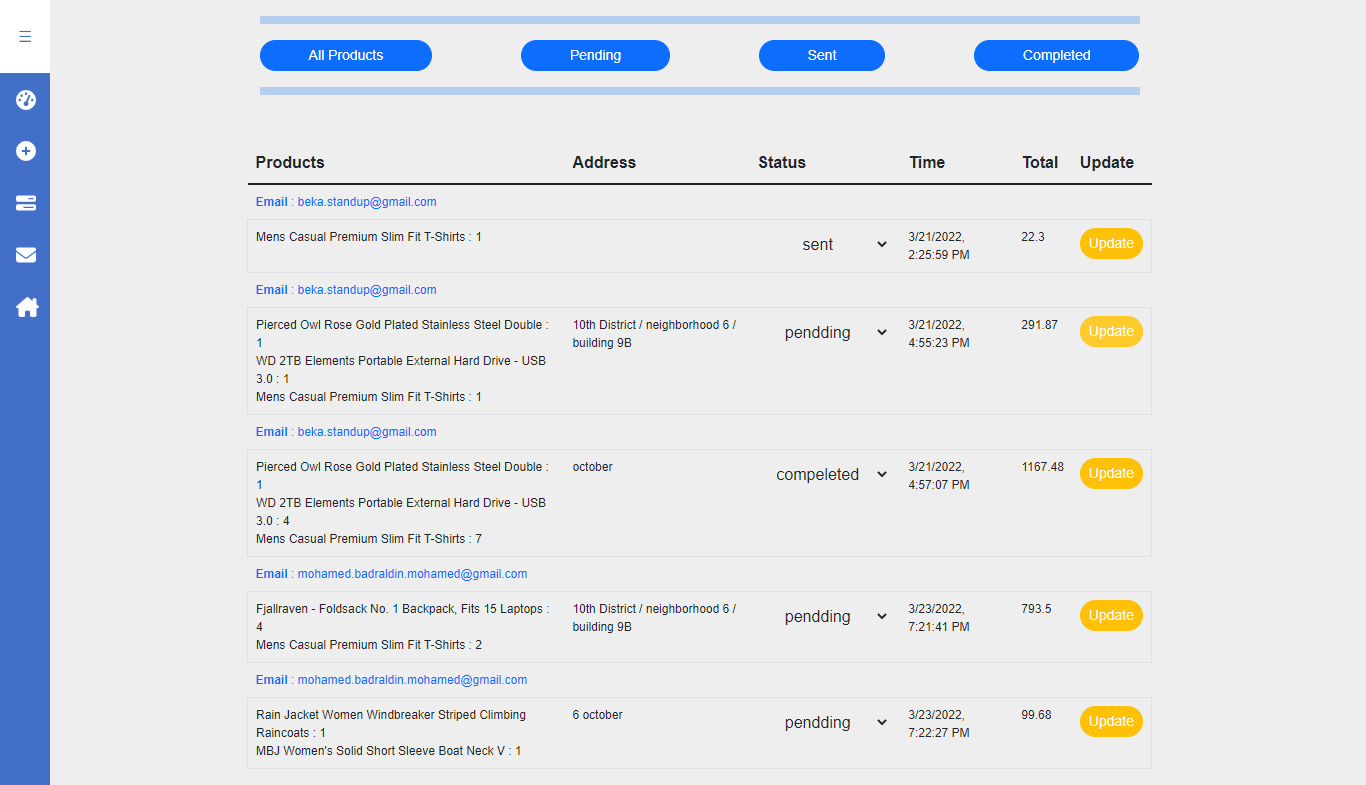 ☰
All Products Pending Sent Completed
Products Address Status Time Total Update
Email : beka.standup@gmail.com
Mens Casual Premium Slim Fit T-Shirts : 1
sent
3/21/2022,
2:25:59 PM
22.3
Update
Email : beka.standup@gmail.com
Pierced Owl Rose Gold Plated Stainless Steel Double :
1
WD 2TB Elements Portable External Hard Drive - USB
3.0 : 1
Mens Casual Premium Slim Fit T-Shirts : 1
10th District / neighborhood 6 /
building 9B
pendding
3/21/2022,
4:55:23 PM
291.87
Update
Email : beka.standup@gmail.com
Pierced Owl Rose Gold Plated Stainless Steel Double :
1
WD 2TB Elements Portable External Hard Drive - USB
3.0 : 4
Mens Casual Premium Slim Fit T-Shirts : 7
october
compeleted
3/21/2022,
4:57:07 PM
1167.48
Update
Email : mohamed.badraldin.mohamed@gmail.com
Fjallraven - Foldsack No. 1 Backpack, Fits 15 Laptops :
4
Mens Casual Premium Slim Fit T-Shirts : 2
10th District / neighborhood 6 /
building 9B
pendding
3/23/2022,
7:21:41 PM
793.5
Update
Email : mohamed.badraldin.mohamed@gmail.com
Rain Jacket Women Windbreaker Striped Climbing
Raincoats : 1
MBJ Women's Solid Short Sleeve Boat Neck V : 1
6 october
pendding
3/23/2022,
7:22:27 PM
99.68
Update